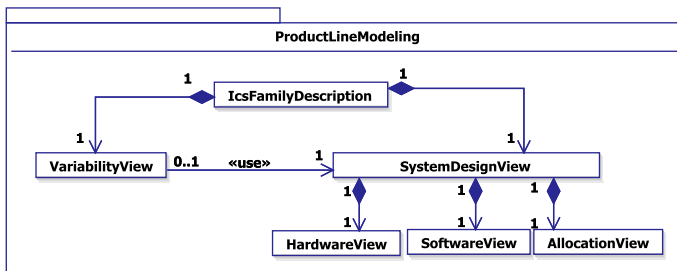 ProductLineModeling
1 IcsFamilyDescription 1
1 1
VariabilityView 0..1 «use» 1 SystemDesignView
1 1 1
1 1 1
HardwareView SoftwareView AllocationView